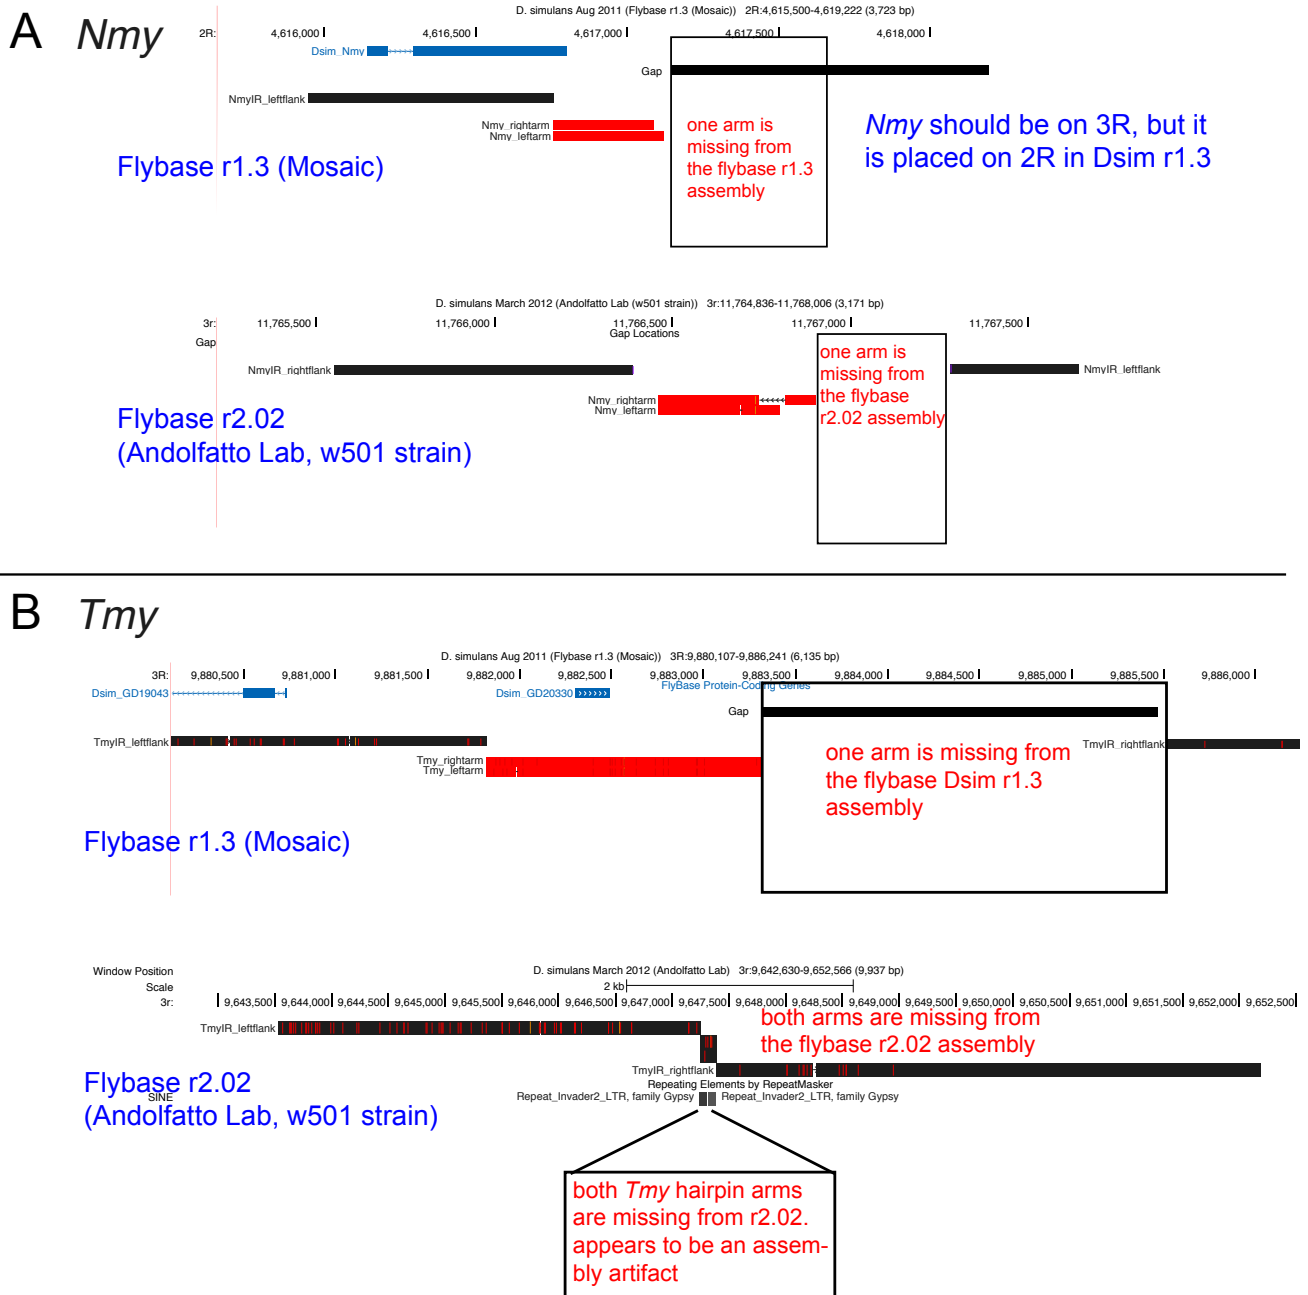 A Nmy
D. simulans Aug 2011 (Flybase r1.3 (Mosaic)) 2R:4,615,500-4,619,222 (3,723 bp)
2R: 4,616,000 4,616,500 4,617,000 4,617,500 4,618,000
Dsim_Nmy
Gap
NmyIR_leftflank
Nmy_rightarm
Nmy_leftarm
one arm is
missing from
the flybase r1.3
assembly
Nmy should be on 3R, but it
is placed on 2R in Dsim r1.3
Flybase r1.3 (Mosaic)
D. simulans March 2012 (Andolfatto Lab (w501 strain)) 3r:11,764,836-11,768,006 (3,171 bp)
3r: 11,765,500 11,766,000 11,766,500 11,767,000 11,767,500
Gap Locations
Gap
NmyIR_rightflank
NmyIR_leftflank
Nmy_rightarm
Nmy_leftarm
one arm is
missing from
the flybase
r2.02 assembly
Flybase r2.02
(Andolfatto Lab, w501 strain)
B Tmy
D. simulans Aug 2011 (Flybase r1.3 (Mosaic)) 3R:9,880,107-9,886,241 (6,135 bp)
3R: 9,880,500 9,881,000 9,881,500 9,882,000 9,882,500 9,883,000 9,883,500 9,884,000 9,884,500 9,885,000 9,885,500 9,886,000
FlyBase Protein-Coding Genes
Dsim_GD19043 Dsim_GD20330
Gap
TmyIR_leftflank
TmyIR_rightflank
Tmy_rightarm
Tmy_leftarm
one arm is missing from
the flybase Dsim r1.3
assembly
Flybase r1.3 (Mosaic)
Window Position D. simulans March 2012 (Andolfatto Lab) 3r:9,642,630-9,652,566 (9,937 bp)
Scale 2 kb
3r: 9,643,500 9,644,000 9,644,500 9,645,000 9,645,500 9,646,000 9,646,500 9,647,000 9,647,500 9,648,000 9,648,500 9,649,000 9,649,500 9,650,000 9,650,500 9,651,000 9,651,500 9,652,000 9,652,500
TmyIR_leftflank
both arms are missing from
the flybase r2.02 assembly
TmyIR_rightflank
Repeating Elements by RepeatMasker
SINE
Repeat_Invader2_LTR, family Gypsy Repeat_Invader2_LTR, family Gypsy
Flybase r2.02
(Andolfatto Lab, w501 strain)
both Tmy hairpin arms
are missing from r2.02.
appears to be an assem-
bly artifact